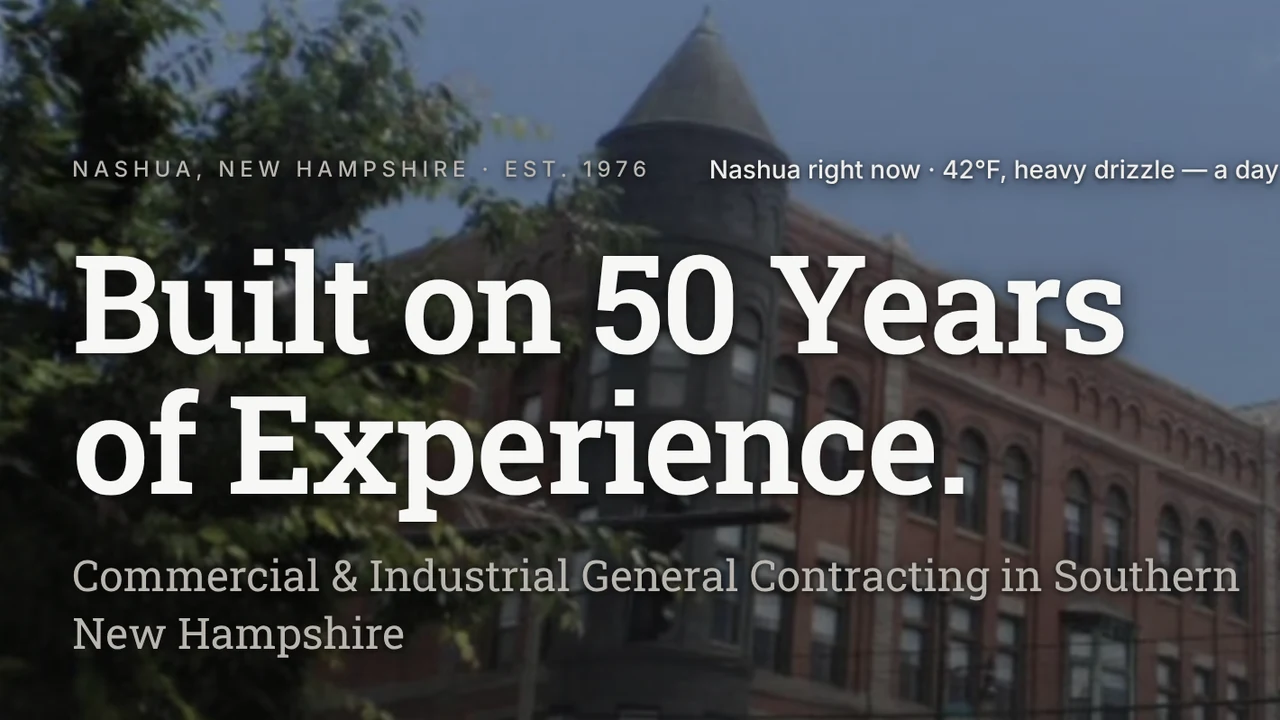 NASHUA, NEW HAMPSHIRE · EST. 1976
Nashua right now · 42°F, heavy drizzle — a day
Built on 50 Years
of Experience.
Commercial & Industrial General Contracting in Southern
New Hampshire